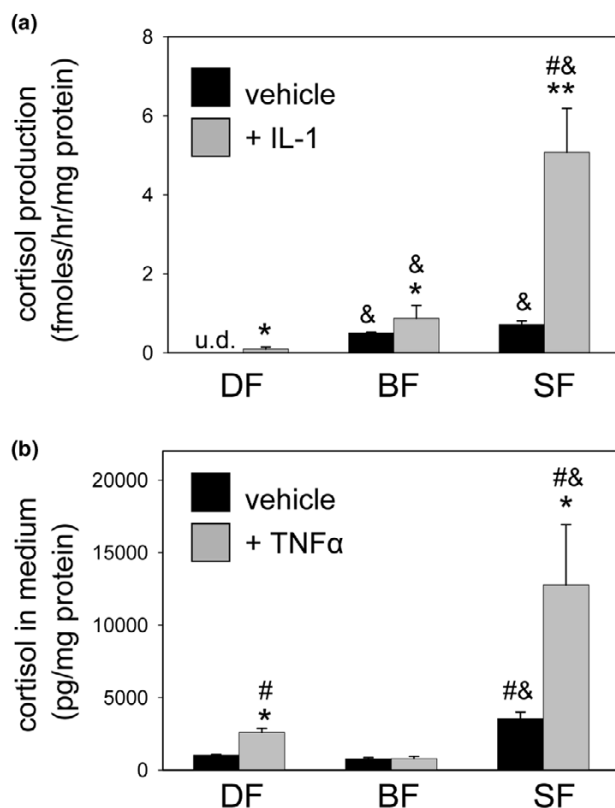 (a)
cortisol production
(fmoles/hr/mg protein)
8
6
4
2
0
vehicle
+ IL-1
u.d.
*
&
&
*
&
#&
**
DF
BF
SF
(b)
cortisol in medium
(pg/mg protein)
20000
15000
10000
5000
0
vehicle
+ TNFα
#
*
#&
#&
*
DF
BF
SF